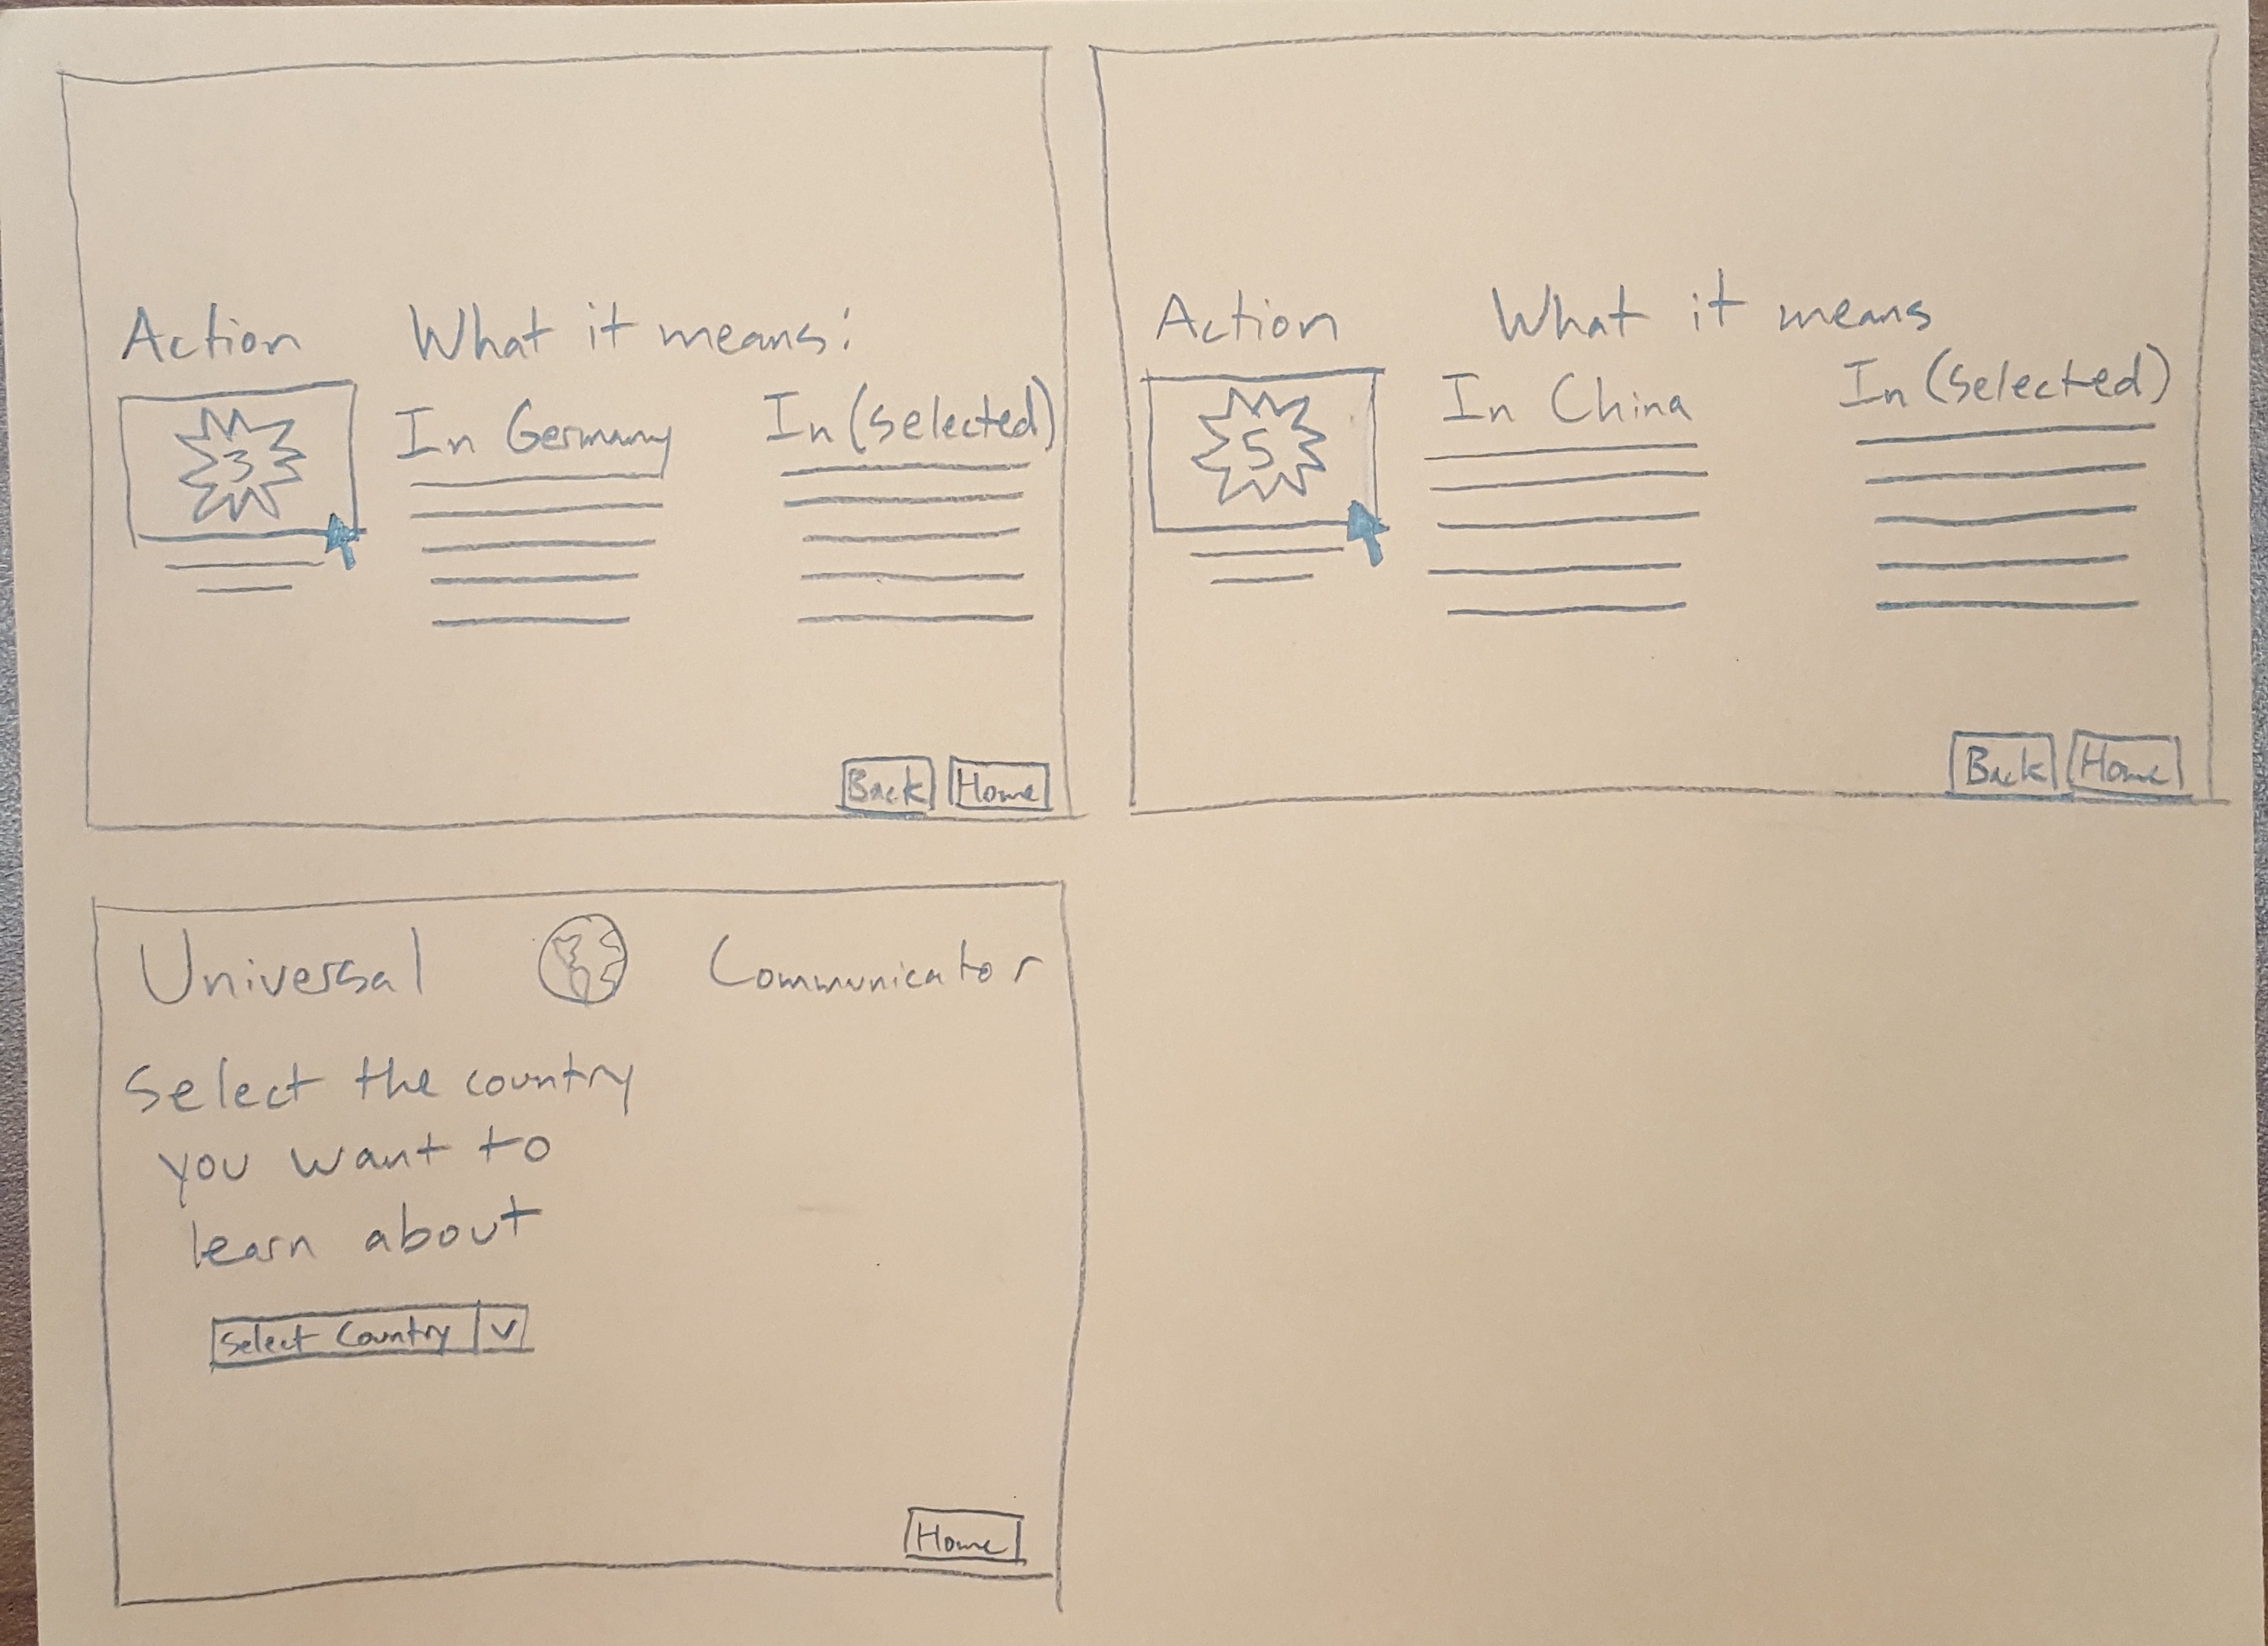 Action What it means:
3 In Germany In (selected)
Back Home
Action What it means
5 In China In (selected)
Back Home
Universal Communicator
Select the country
you want to
learn about
Select Country V
Home